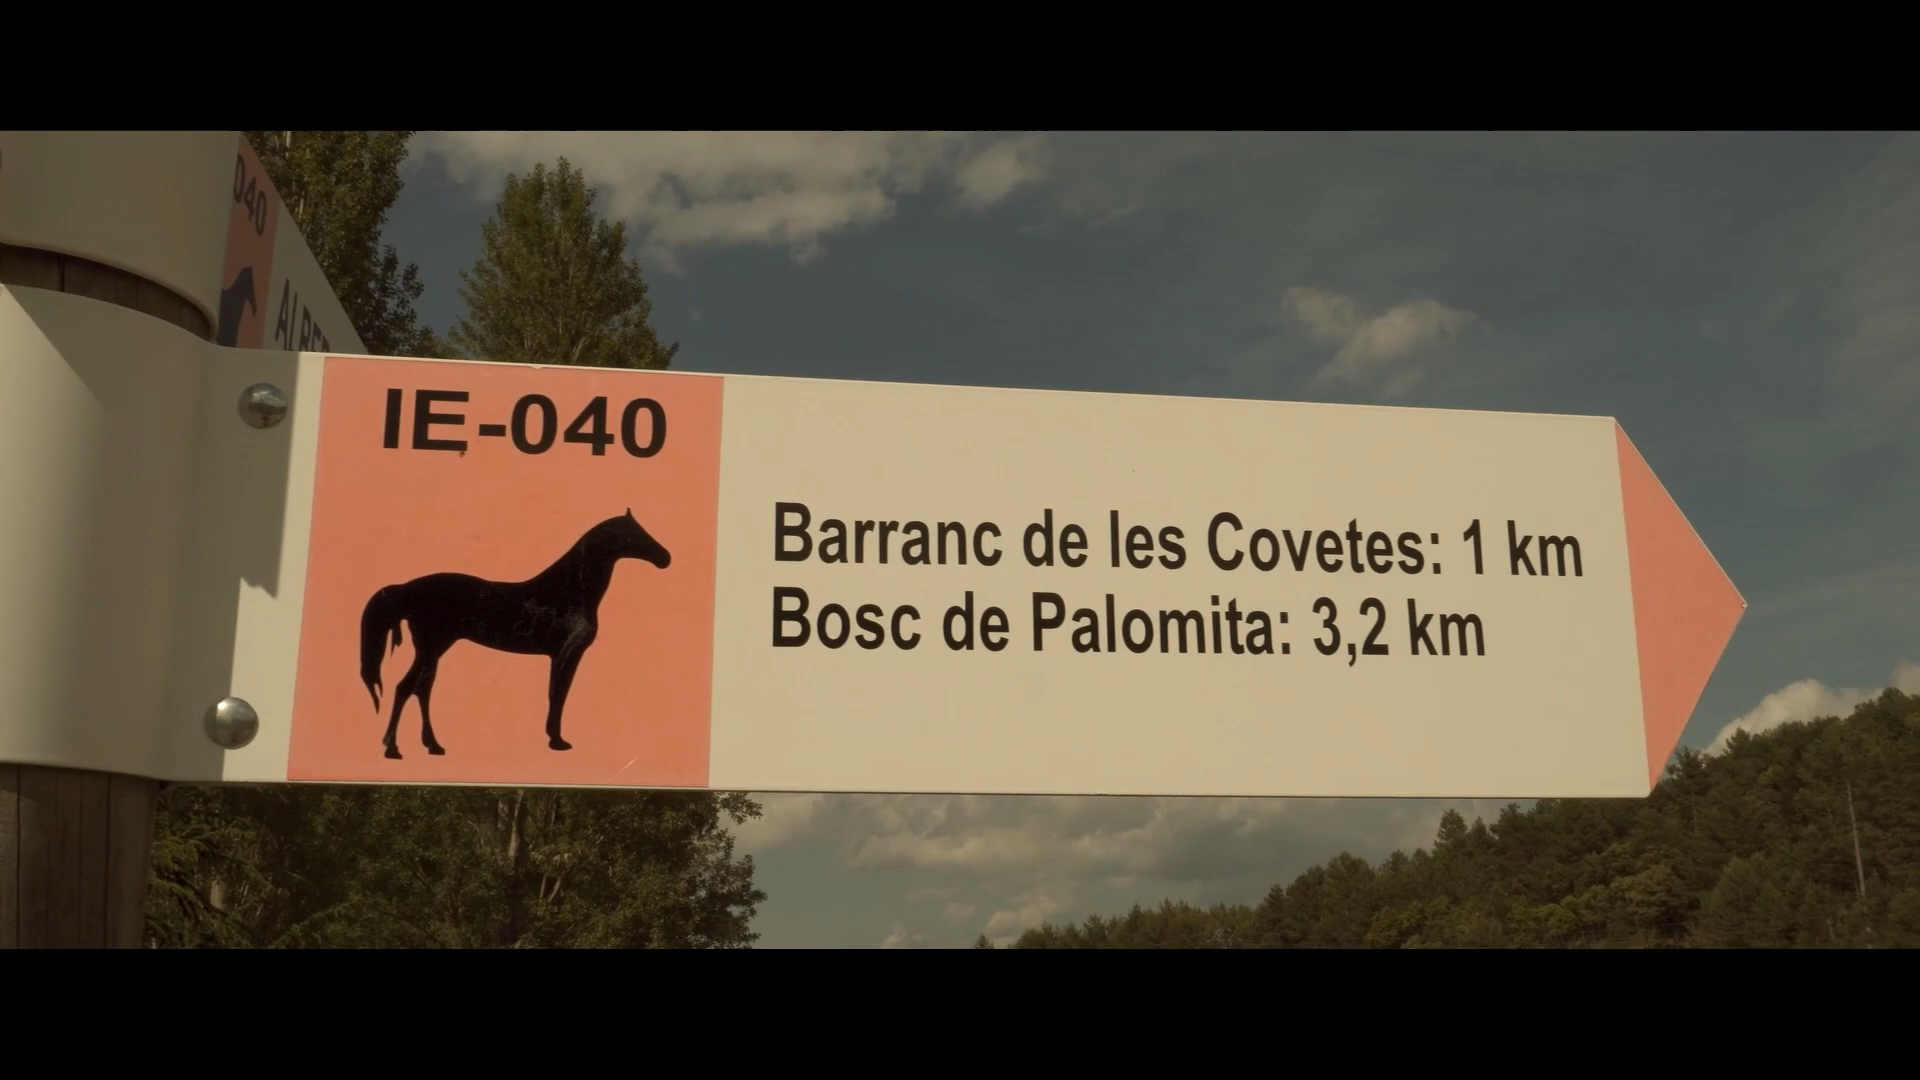 040
IE-040
Barranc de les Covetes: 1 km
Bosc de Palomita: 3,2 km